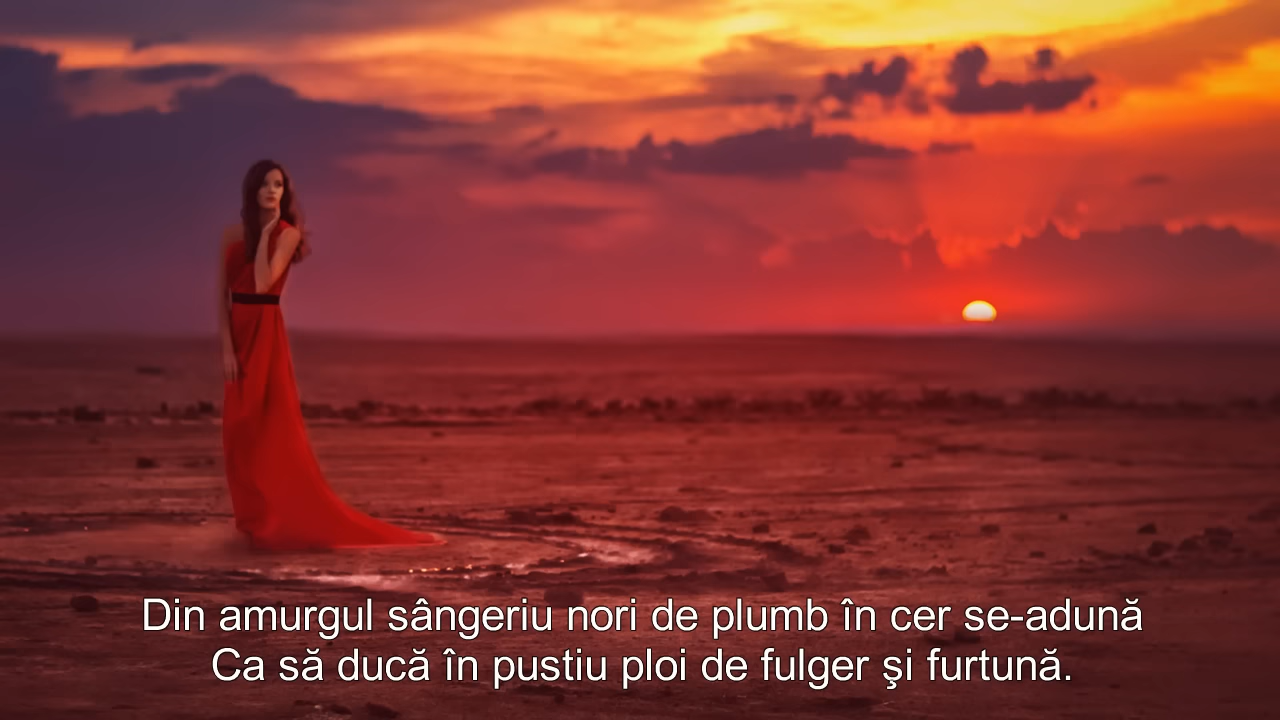 Din amurgul sângeriu nori de plumb în cer se-adună
Ca să ducă în pustiu ploi de fulger şi furtună.